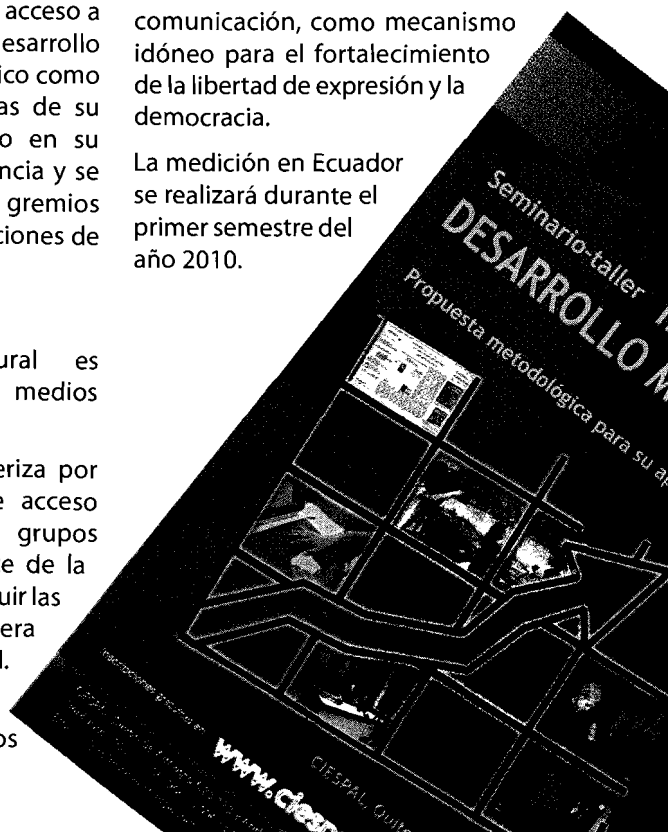 acceso a
esarrollo
ico como
as de su
o en su
ncia y se
gremios
ciones de
ural es
medios
eriza por
e acceso
grupos
e de la
uir las
era
l.
os
comunicación, como mecanismo
idóneo para el fortalecimiento
de la libertad de expresión y la
democracia.
La medición en Ecuador
se realizará durante el
primer semestre del
año 2010.
Seminario-taller
DESARROLLO M
Propuesta metodológica para su ap
CIESPAL, Quito
www.ciesp